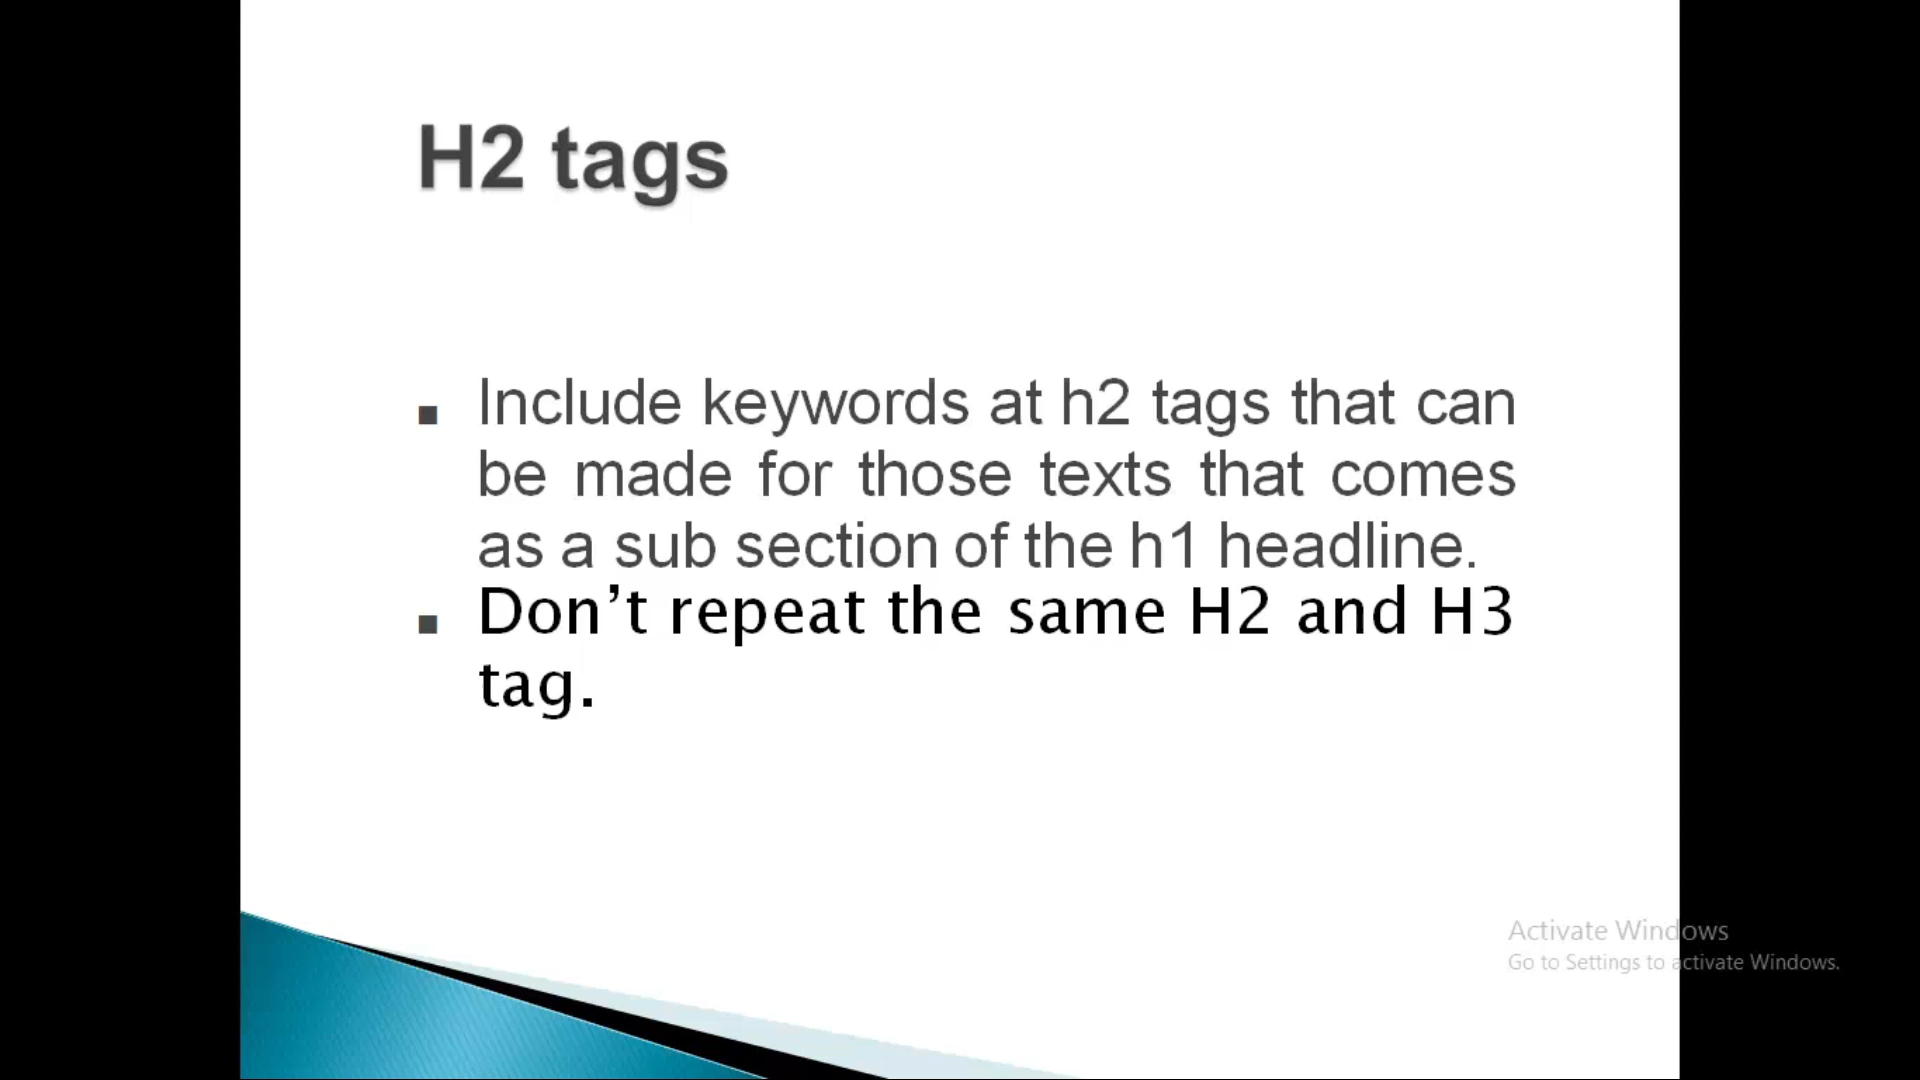 H2 tags
Include keywords at h2 tags that can
be made for those texts that comes
as a sub section of the h1 headline.
Don’t repeat the same H2 and H3
tag.
Activate Windows
Go to Settings to activate Windows.